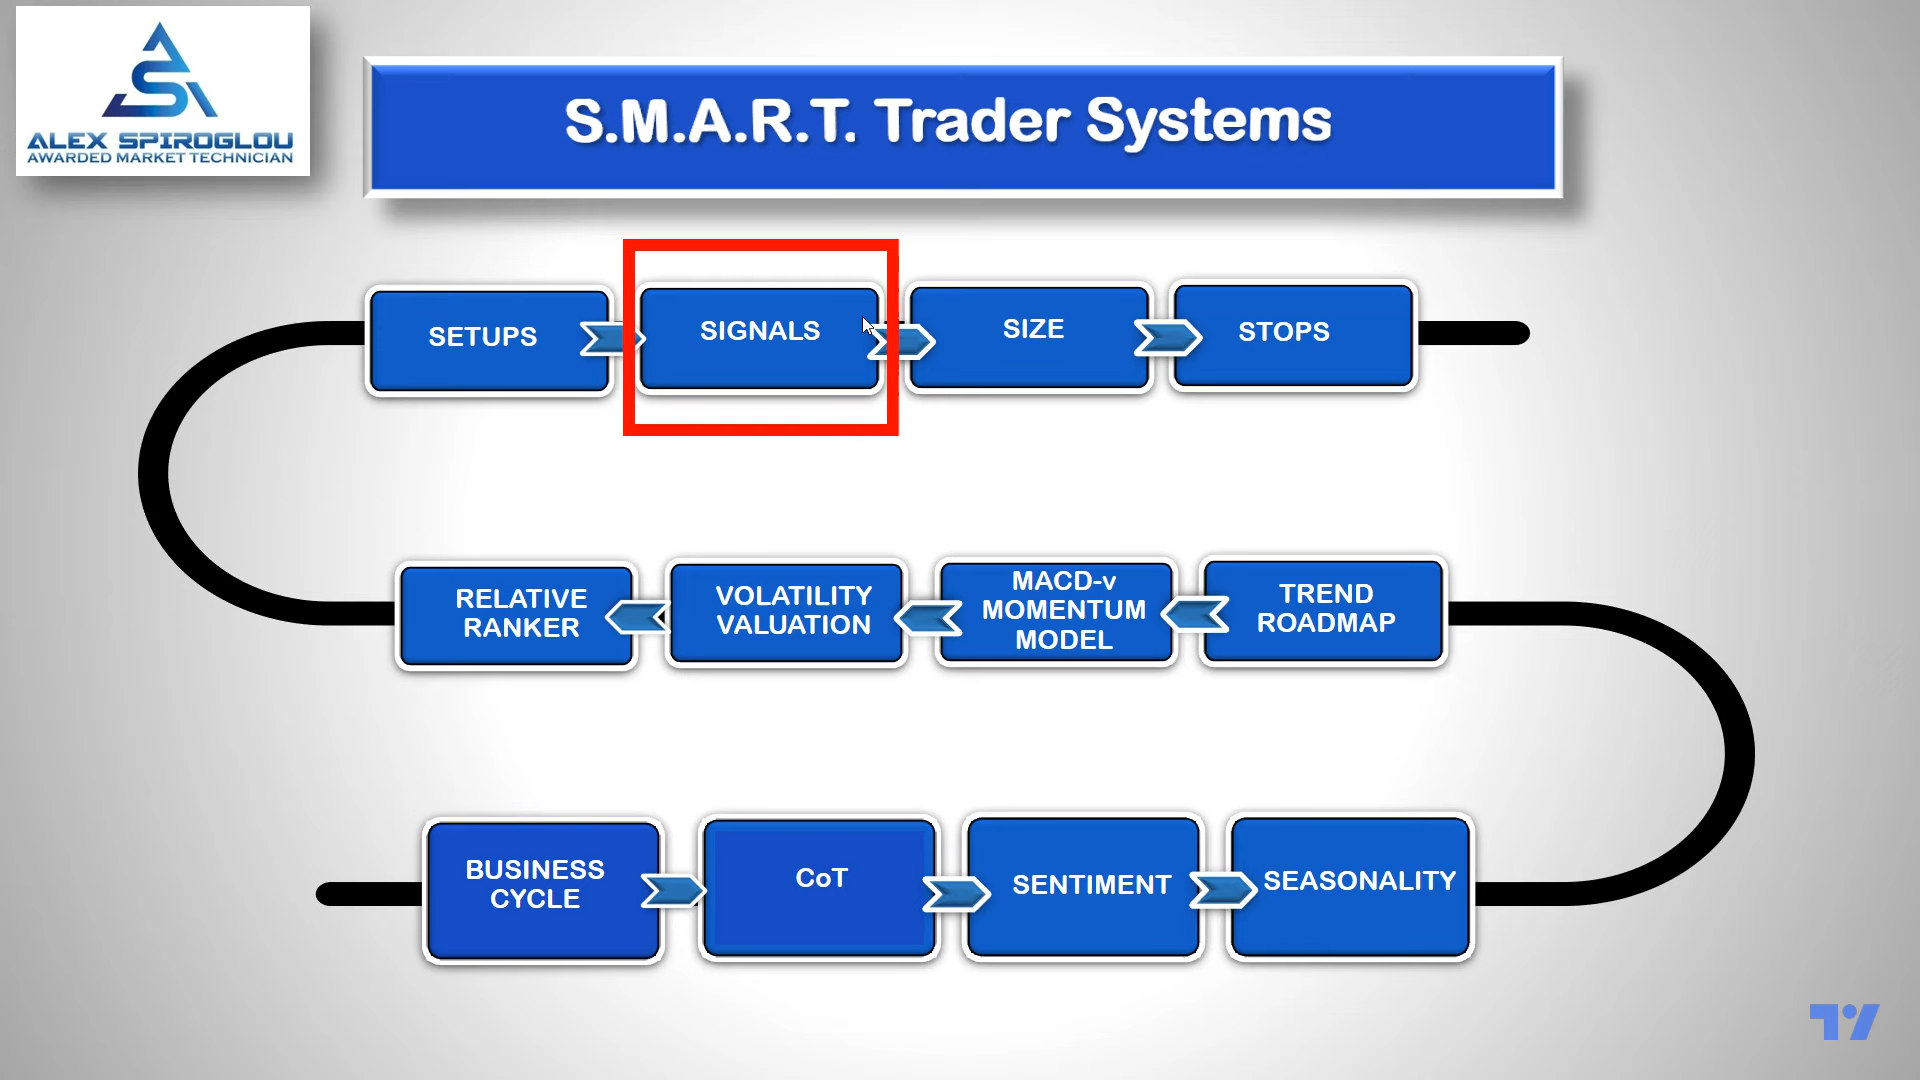 ALEX SPIROGLOU
AWARDED MARKET TECHNICIAN
S.M.A.R.T. Trader Systems
SETUPS
SIGNALS
SIZE
STOPS
RELATIVE
RANKER
VOLATILITY
VALUATION
MACD-v
MOMENTUM
MODEL
TREND
ROADMAP
BUSINESS
CYCLE
CoT
SENTIMENT
SEASONALITY